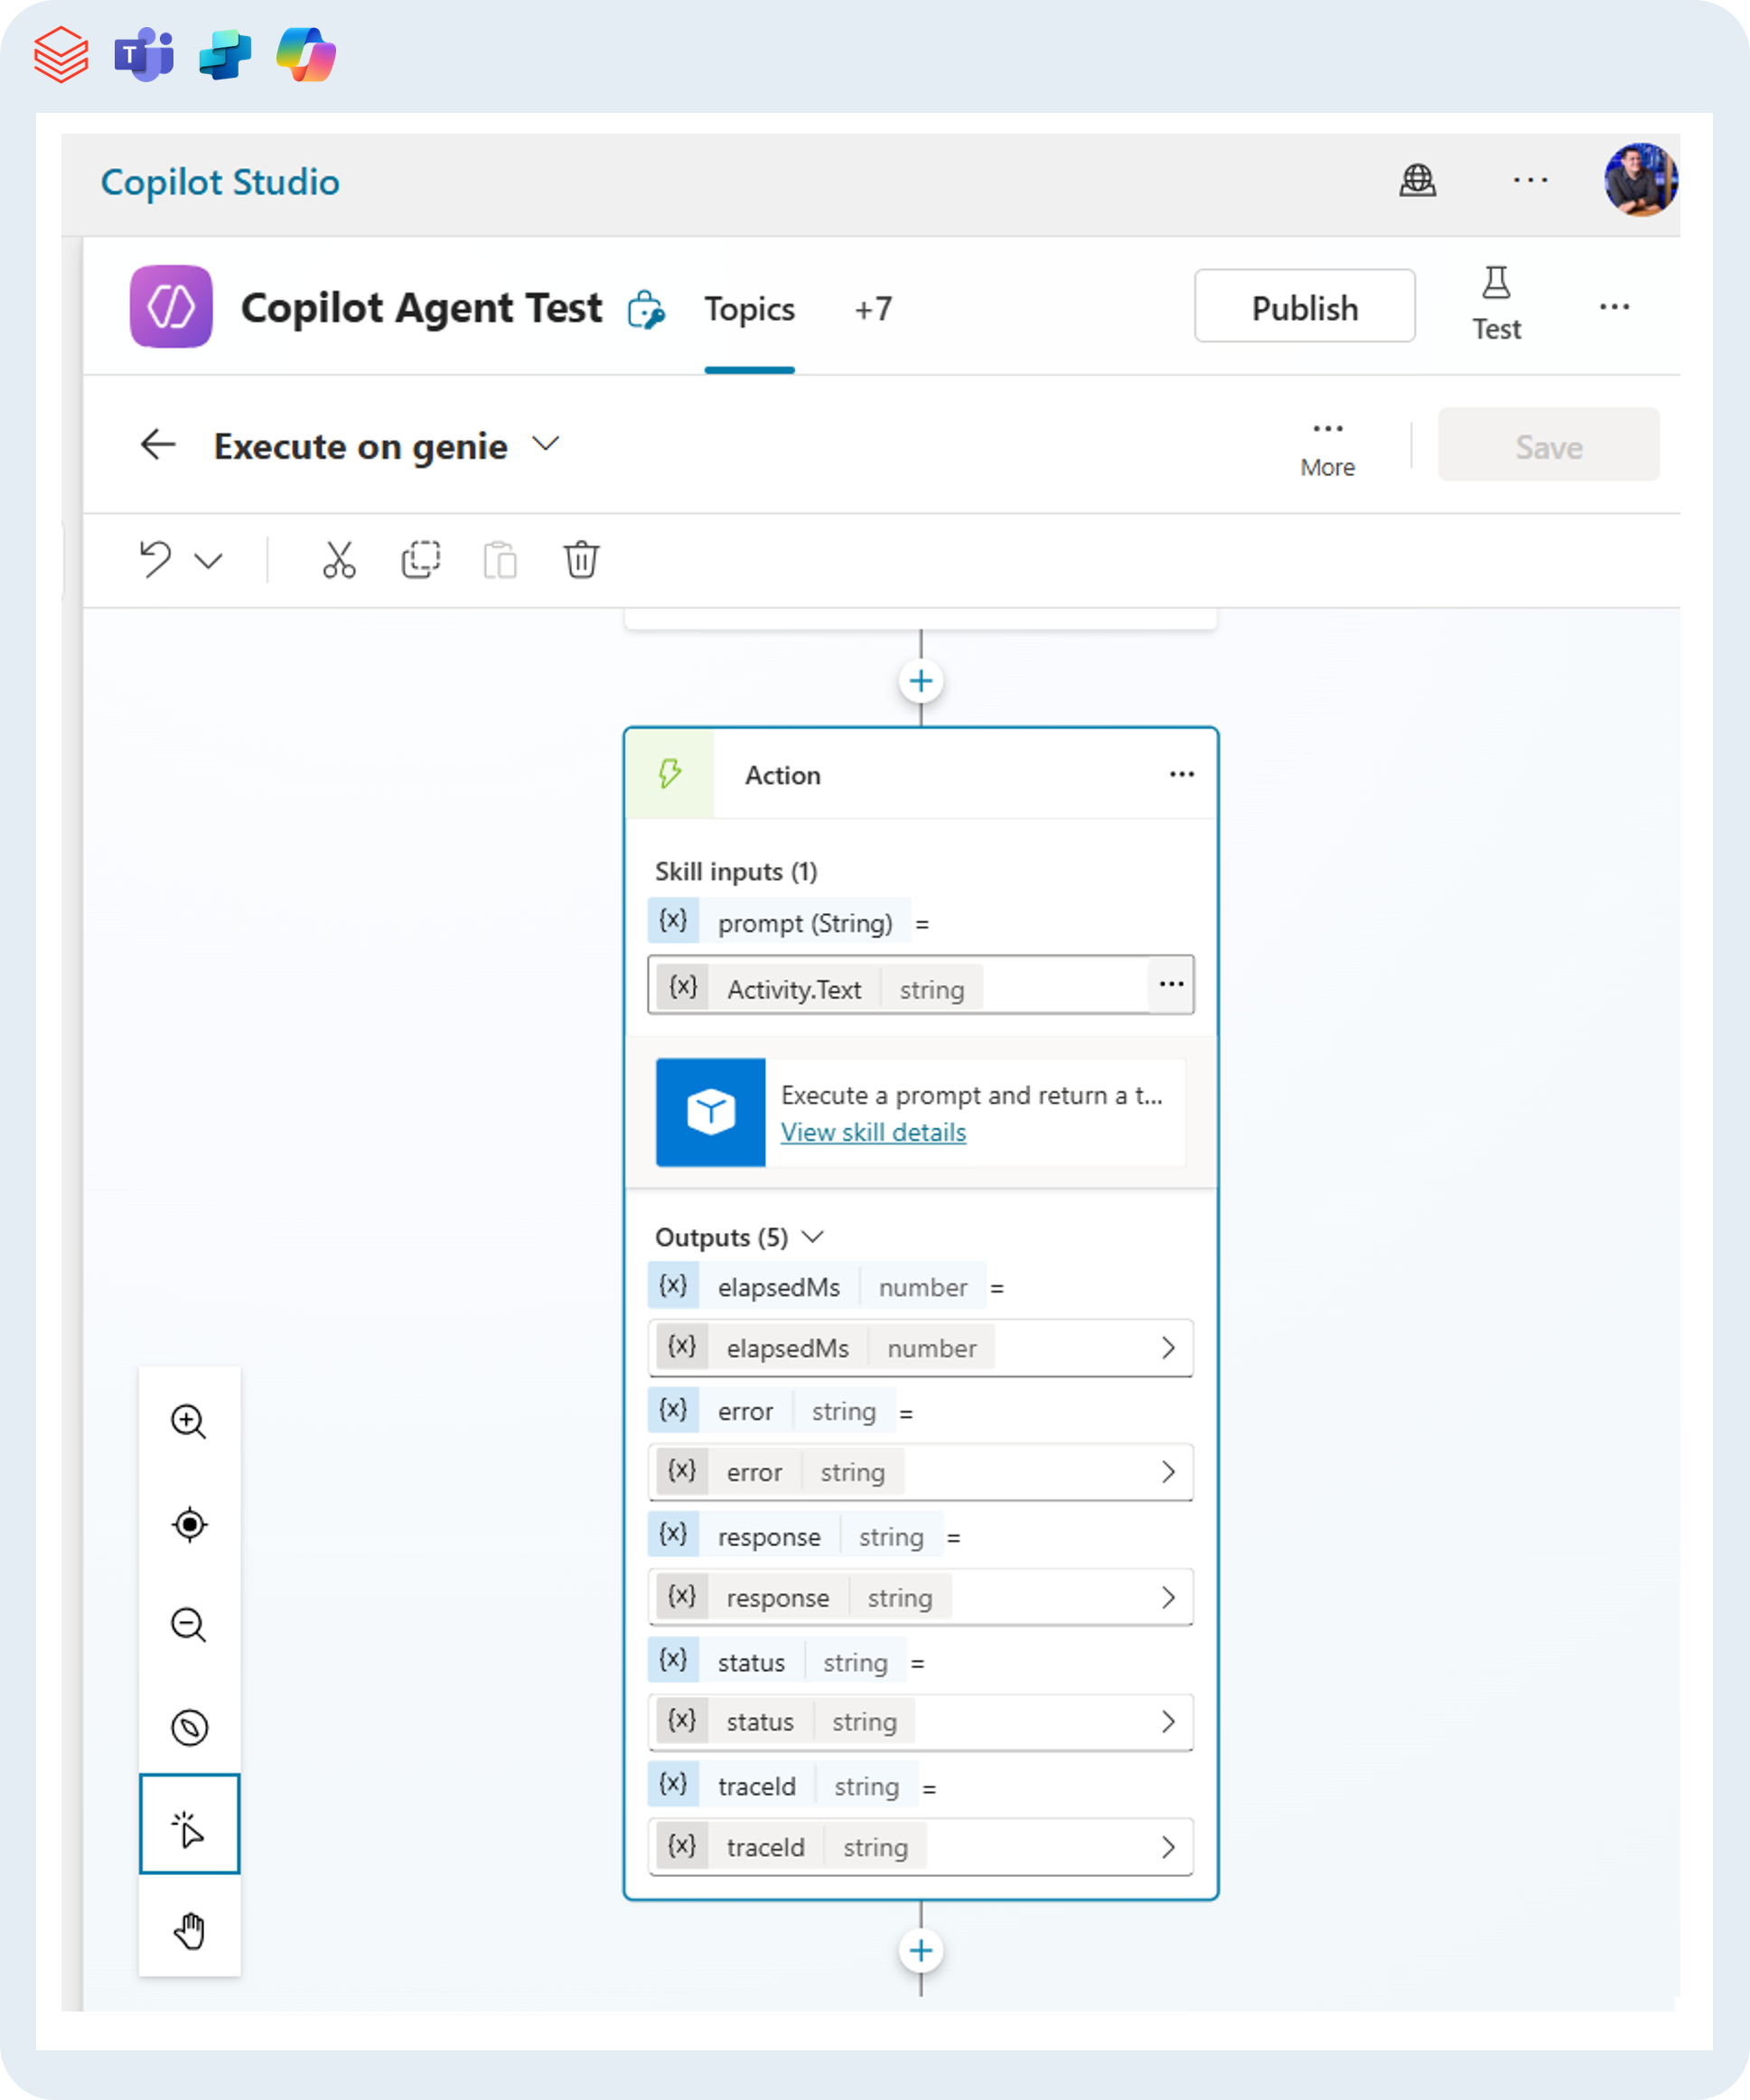 T
Copilot Studio
Copilot Agent Test
Topics
+7
Publish
Test
Execute on genie
More
Save
Action
Skill inputs (1)
{x} prompt (String) =
{x} Activity.Text string
Execute a prompt and return a t...
View skill details
Outputs (5)
{x} elapsedMs number =
{x} elapsedMs number
{x} error string =
{x} error string
{x} response string =
{x} response string
{x} status string =
{x} status string
{x} traceId string =
{x} traceId string